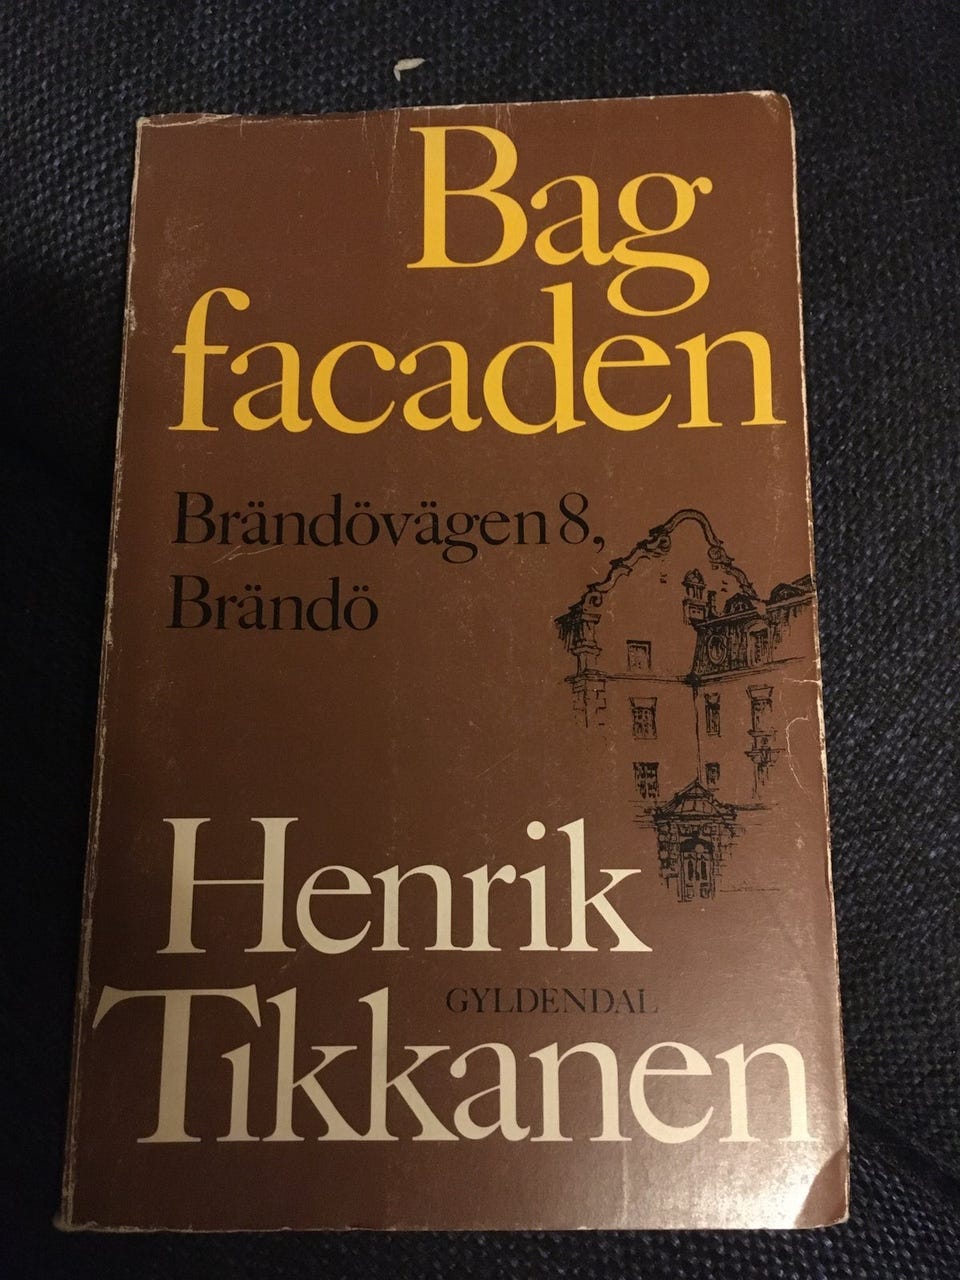 Bag
facaden
Brändövägen 8,
Brändö
Henrik
GYLDENDAL
Tikkanen